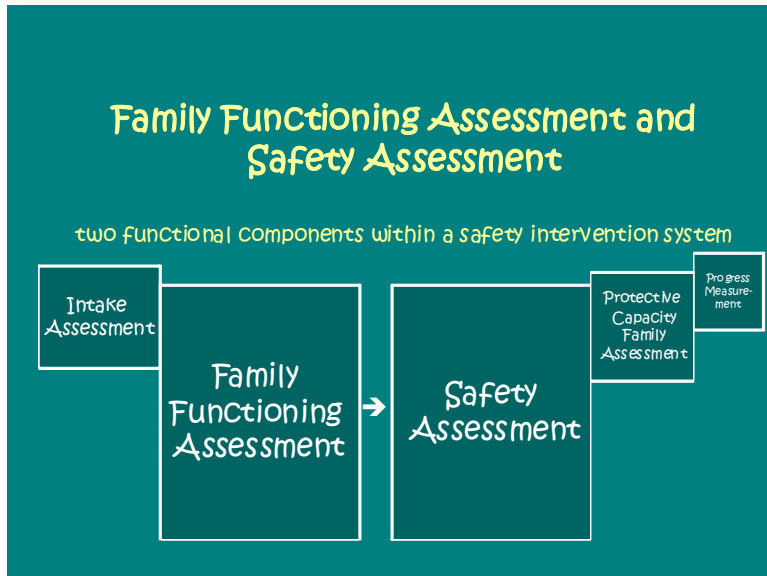 Family Functioning Assessment and
Safety Assessment
two functional components within a safety intervention system
Intake
Assessment
Family
Functioning
Assessment
Safety
Assessment
Protective
Capacity
Family
Assessment
Progress
Measure-
ment